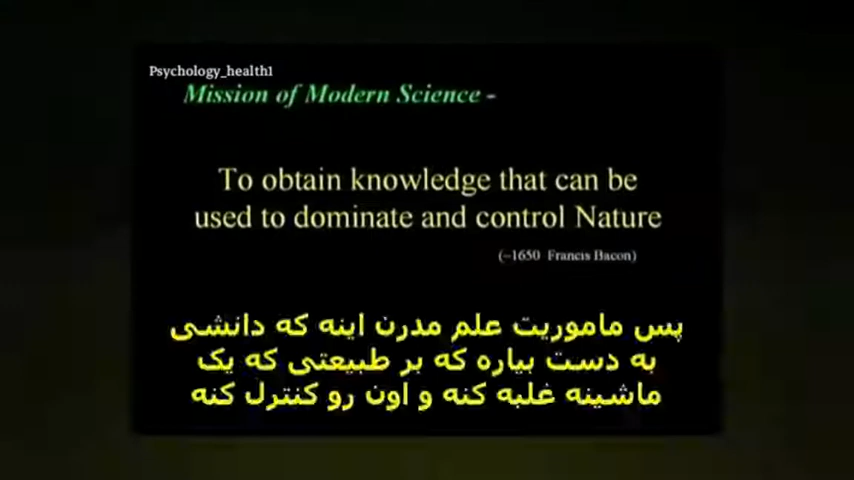 Psychology_health1
Mission of Modern Science -
To obtain knowledge that can be
used to dominate and control Nature
(~1650 Francis Bacon)
پس ماموریت علم مدرن اینه که دانشی
به دست بیاره که بر طبیعتی که یک
ماشینه غلبه کنه و اون رو کنترل کنه